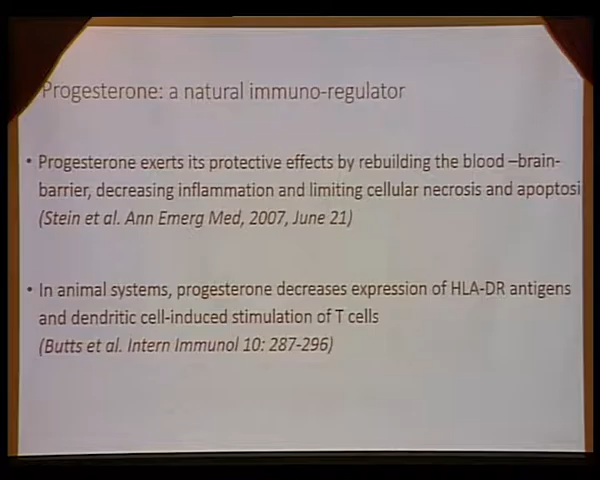 Progesterone: a natural immuno-regulator
• Progesterone exerts its protective effects by rebuilding the blood –brain-
barrier, decreasing inflammation and limiting cellular necrosis and apoptosi
(Stein et al. Ann Emerg Med, 2007, June 21)
• In animal systems, progesterone decreases expression of HLA-DR antigens
and dendritic cell-induced stimulation of T cells
(Butts et al. Intern Immunol 10: 287-296)